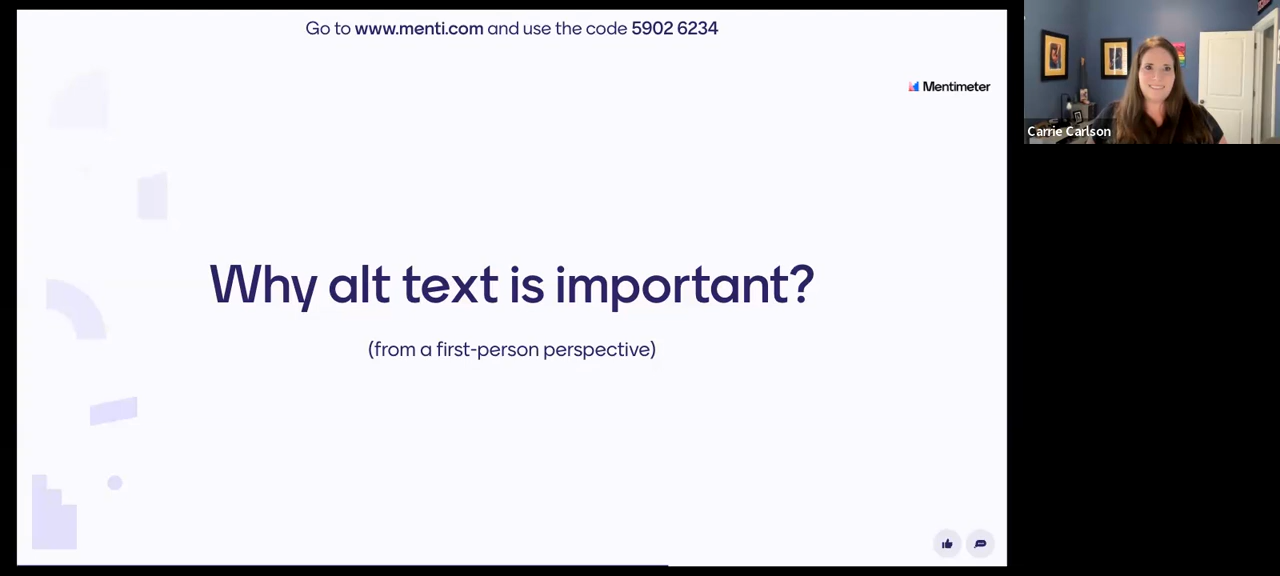 Go to www.menti.com and use the code 5902 6234
Mentimeter
Why alt text is important?
(from a first-person perspective)
Carrie Carlson